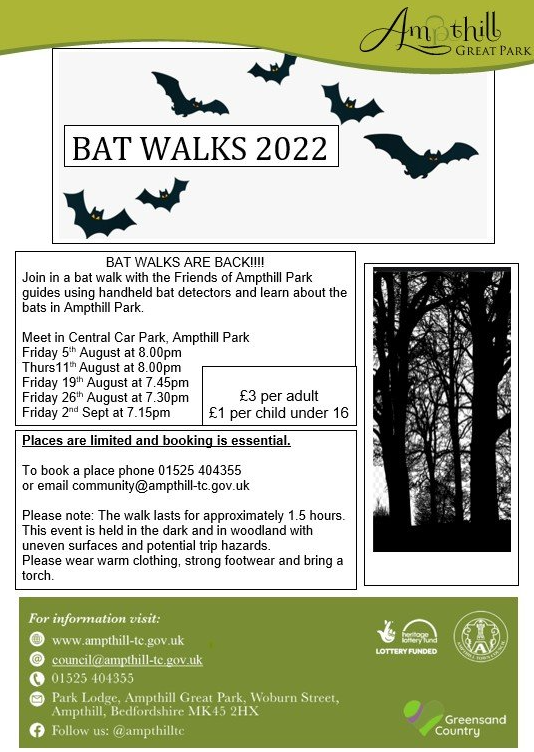 Ampthill
GREAT PARK
BAT WALKS 2022
BAT WALKS ARE BACK!!!!
Join in a bat walk with the Friends of Ampthill Park
guides using handheld bat detectors and learn about the
bats in Ampthill Park.
Meet in Central Car Park, Ampthill Park
Friday 5th August at 8.00pm
Thurs11th August at 8.00pm
Friday 19th August at 7.45pm
Friday 26th August at 7.30pm
Friday 2nd Sept at 7.15pm
£3 per adult
£1 per child under 16
Places are limited and booking is essential.
To book a place phone 01525 404355
or email community@ampthill-tc.gov.uk
Please note: The walk lasts for approximately 1.5 hours.
This event is held in the dark and in woodland with
uneven surfaces and potential trip hazards.
Please wear warm clothing, strong footwear and bring a
torch.
For information visit:
www.ampthill-tc.gov.uk
council@ampthill-tc.gov.uk
01525 404355
Park Lodge, Ampthill Great Park, Woburn Street,
Ampthill, Bedfordshire MK45 2HX
Follow us: @ampthilltc
heritage
lottery fund
LOTTERY FUNDED
AMPTHILL TOWN COUNCIL
Greensand
Country